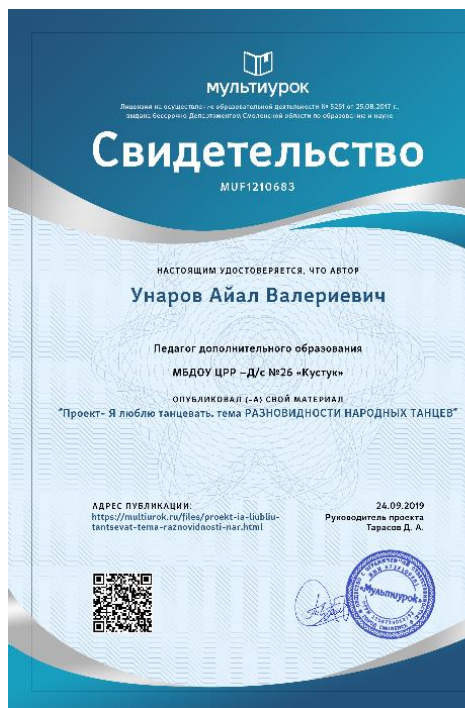 мультиурок
Лицензия на осуществление образовательной деятельности № 5251 от 25.08.2017 г.,
выдана бессрочно Департаментом Смоленской области по образованию и науке
Свидетельство
MUF1210683
НАСТОЯЩИМ УДОСТОВЕРЯЕТСЯ, ЧТО АВТОР
Унаров Айал Валериевич
Педагог дополнительного образования
МБДОУ ЦРР –Д/с №26 «Кустук»
ОПУБЛИКОВАЛ (-А) СВОЙ МАТЕРИАЛ
"Проект- Я люблю танцевать. тема РАЗНОВИДНОСТИ НАРОДНЫХ ТАНЦЕВ"
АДРЕС ПУБЛИКАЦИИ:
https://multiurok.ru/files/proekt-ia-liubliu-
tantsevat-tema-raznovidnosti-nar.html
24.09.2019
Руководитель проекта
Тарасов Д. А.
«Мультиурок»